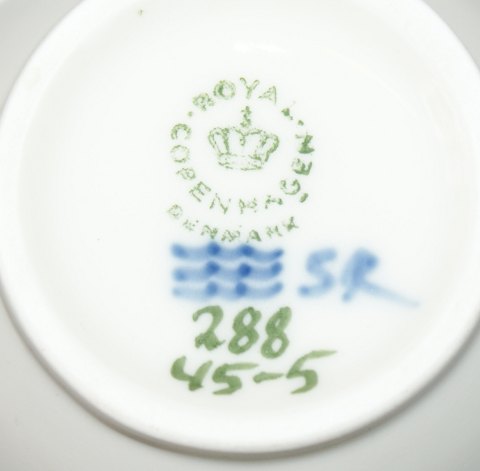 ROYAL
COPENHAGEN
DENMARK
SR
288
45-5